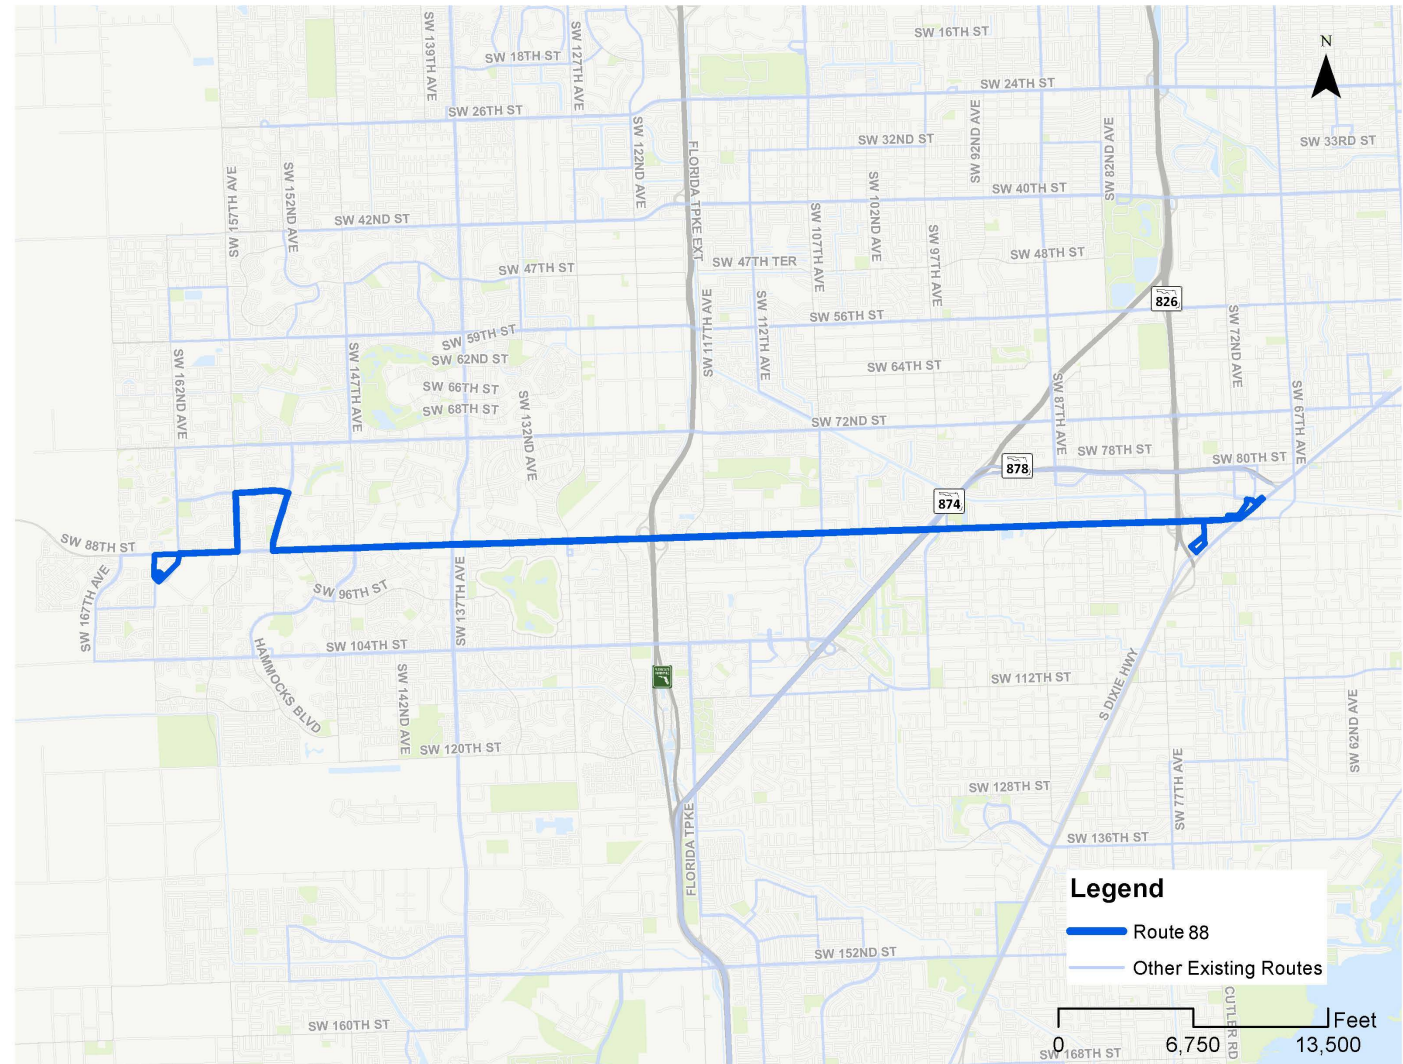 N
SW 16TH ST
SW 18TH ST
SW 139TH AVE
SW 127TH AVE
SW 24TH ST
SW 26TH ST
SW 122ND AVE
SW 32ND ST
SW 92ND AVE
SW 82ND AVE
SW 33RD ST
FLORIDA TPKE EXT
SW 157TH AVE
SW 152ND AVE
SW 102ND AVE
SW 40TH ST
SW 42ND ST
SW 107TH AVE
SW 97TH AVE
SW 47TH ST
SW 47TH TER
SW 48TH ST
826
SW 117TH AVE
SW 112TH AVE
SW 56TH ST
SW 72ND AVE
SW 59TH ST
SW 62ND ST
SW 162ND AVE
SW 147TH AVE
SW 64TH ST
SW 66TH ST
SW 68TH ST
SW 132ND AVE
SW 87TH AVE
SW 67TH AVE
SW 72ND ST
SW 78TH ST
SW 80TH ST
878
874
SW 88TH ST
SW 167TH AVE
SW 96TH ST
SW 137TH AVE
SW 104TH ST
HAMMOCKS BLVD
SW 142ND AVE
S DIXIE HWY
SW 112TH ST
SW 62ND AVE
SW 120TH ST
SW 77TH AVE
SW 128TH ST
FLORIDA TPKE
SW 136TH ST
Legend
Route 88
Other Existing Routes
SW 152ND ST
CUTLER RD
SW 160TH ST
Feet
0 6,750 13,500
SW 168TH ST